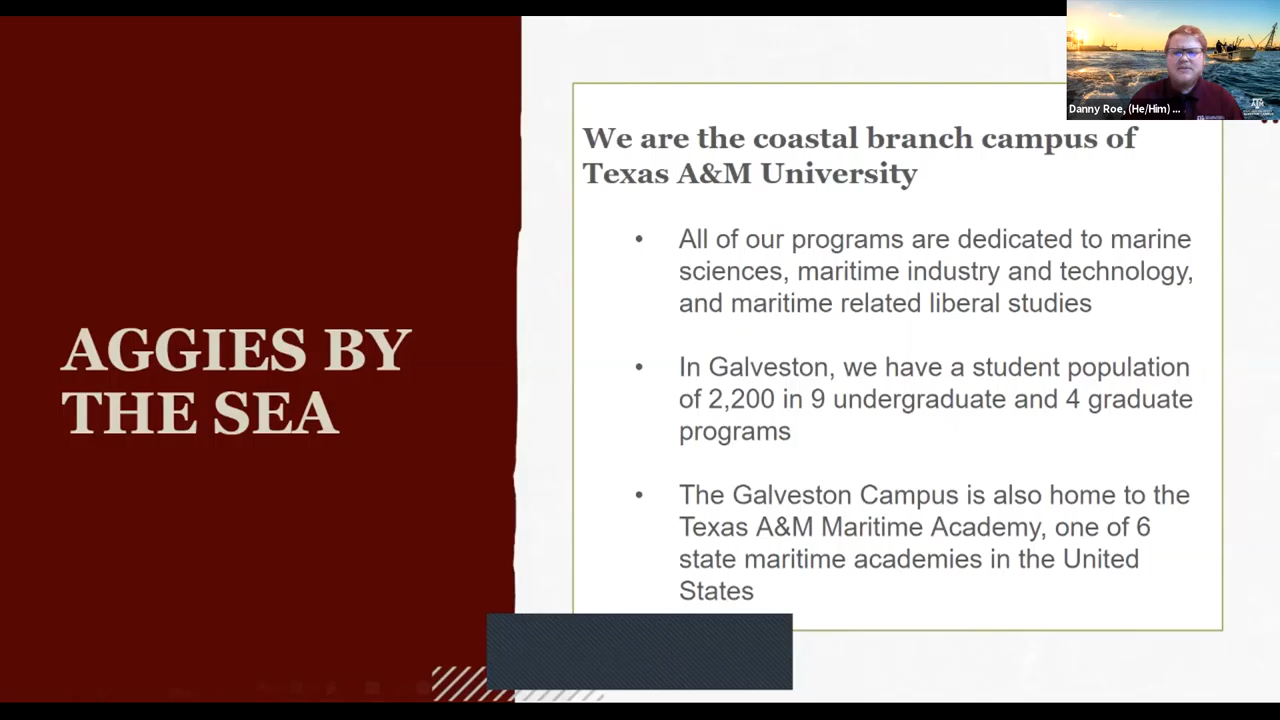 Danny Roe, (He/Him) ...
ĀTM
We are the coastal branch campus of
Texas A&M University
• All of our programs are dedicated to marine
sciences, maritime industry and technology,
and maritime related liberal studies
AGGIES BY
THE SEA
• In Galveston, we have a student population
of 2,200 in 9 undergraduate and 4 graduate
programs
• The Galveston Campus is also home to the
Texas A&M Maritime Academy, one of 6
state maritime academies in the United
States